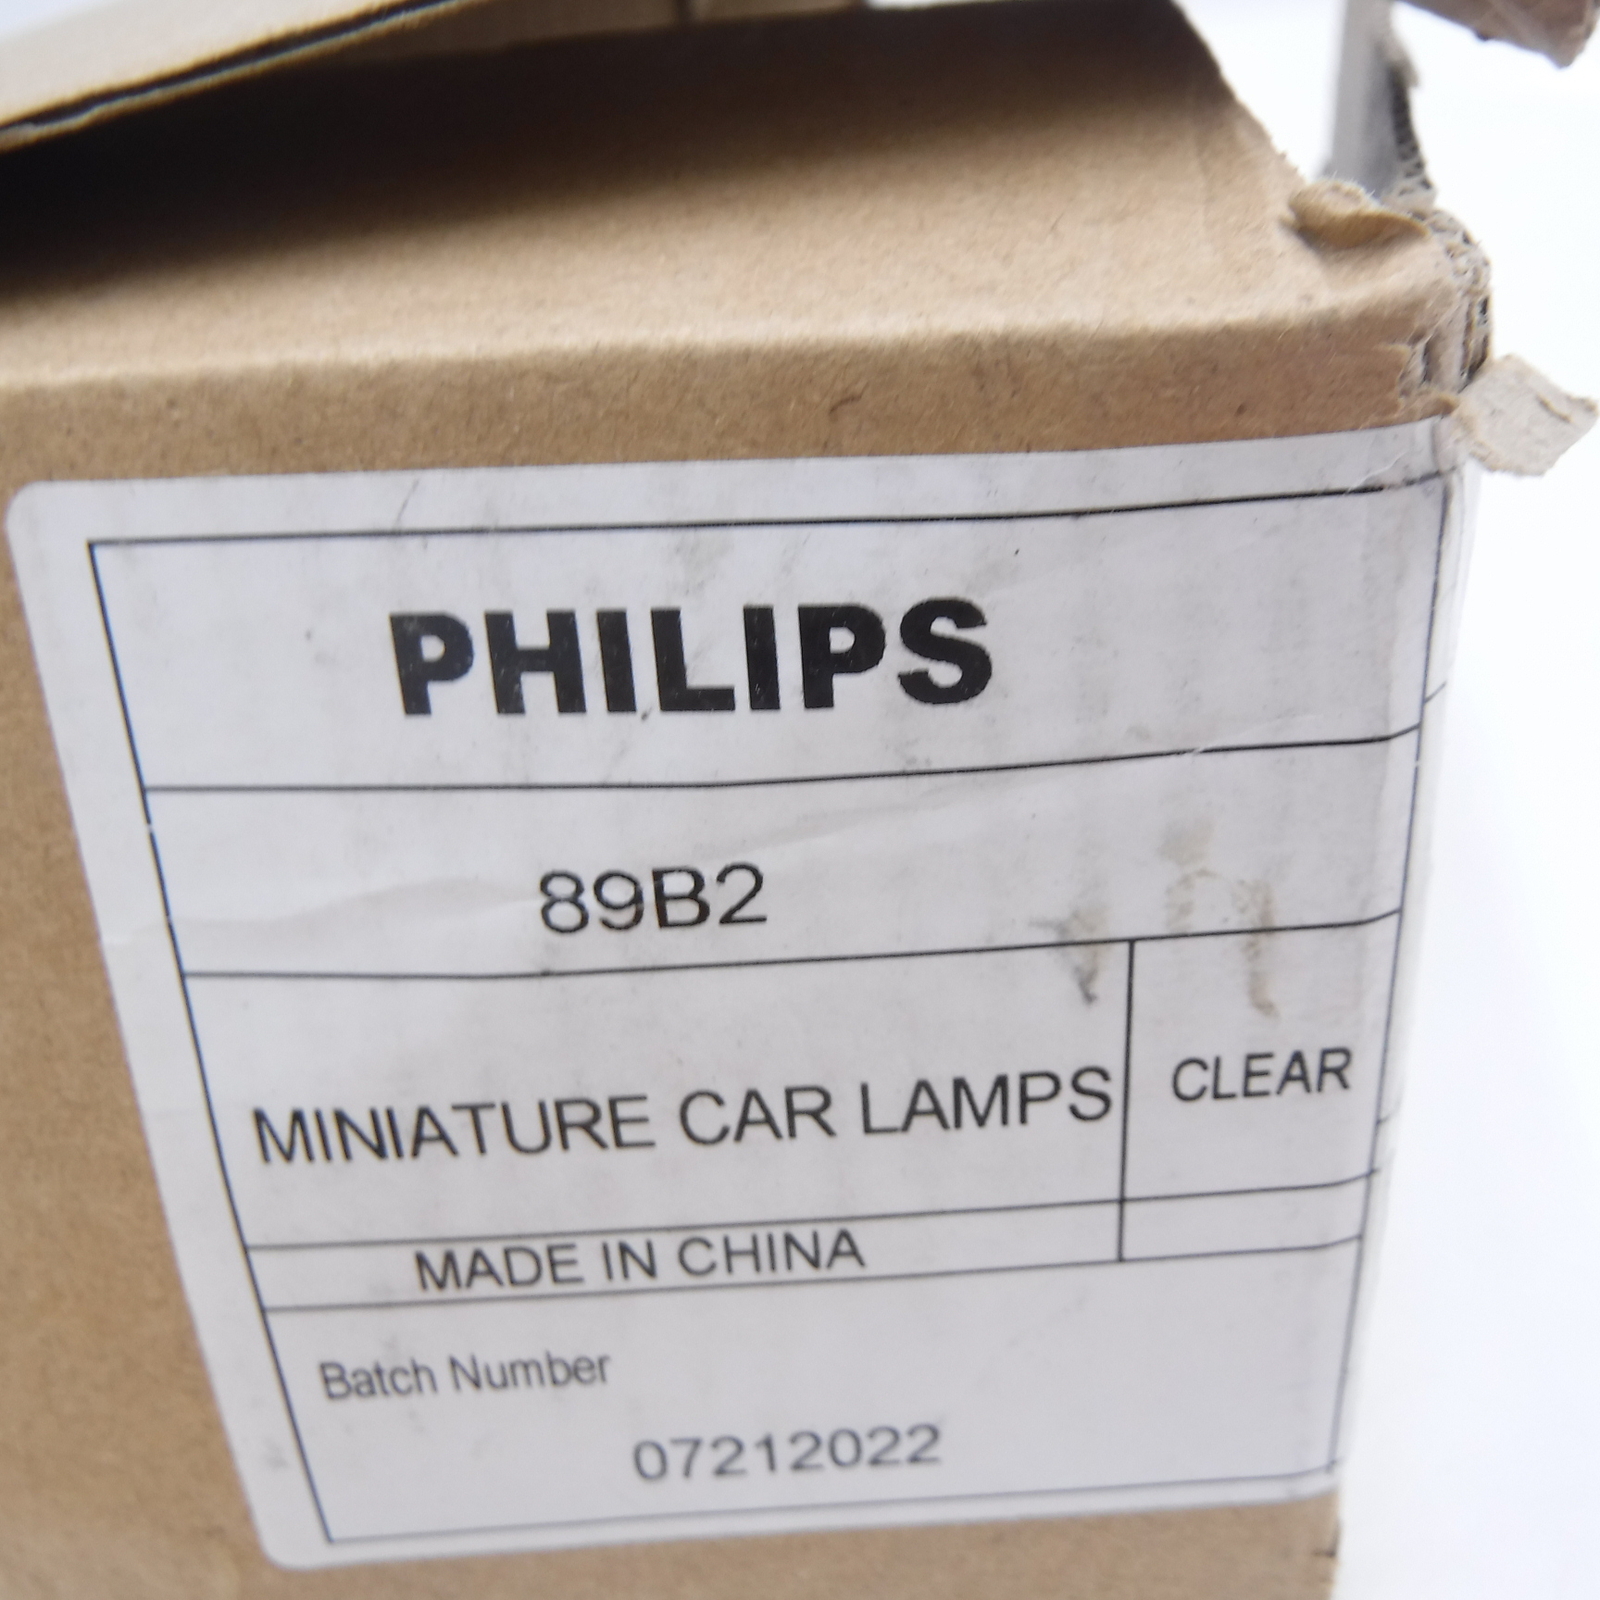 PHILIPS
89B2
MINIATURE CAR LAMPS
CLEAR
MADE IN CHINA
Batch Number
07212022